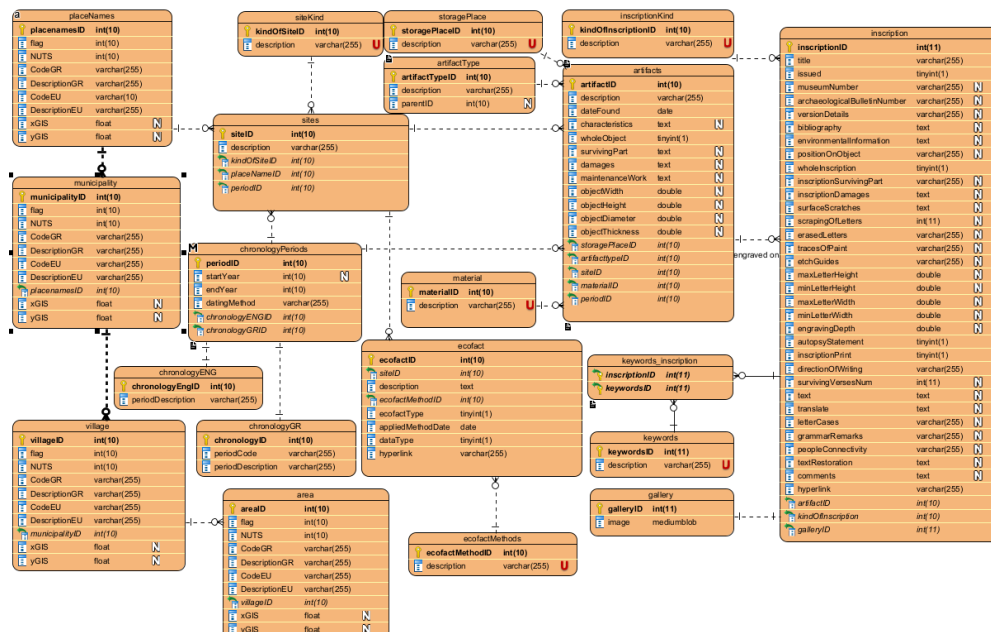 placeNames
placenamesID int(10)
flag int(10)
NUTS int(10)
CodeGR varchar(255)
DescriptionGR varchar(255)
CodeEU varchar(10)
DescriptionEU varchar(255)
xGIS float N
yGIS float N
siteKind
kindOfSiteID int(10)
description varchar(255) U
storagePlace
storagePlaceID int(10)
description varchar(255) U
artifactType
artifactTypeID int(10)
description varchar(255)
parentID int(10) N
inscriptionKind
kindOfInscriptionID int(10)
description varchar(255) U
sites
siteID int(10)
description varchar(255)
kindOfSiteID int(10)
placeNameID int(10)
periodID int(10)
artifacts
artifactID int(10)
description varchar(255)
dateFound date
characteristics text N
wholeObject tinyint(1)
survivingPart text N
damages text N
maintenanceWork text N
objectWidth double N
objectHeight double N
objectDiameter double N
objectThickness double N
storagePlaceID int(10)
artifacttypeID int(10)
siteID int(10)
materialID int(10)
periodID int(10)
engraved on
inscription
inscriptionID int(11)
title varchar(255)
issued tinyint(1)
museumNumber varchar(255) N
archaeologicalBulletinNumber varchar(255) N
versionDetails varchar(255) N
bibliography text N
environmentalInformation text N
positionOnObject varchar(255) N
wholeInscription tinyint(1)
inscriptionSurvivingPart varchar(255) N
inscriptionDamages text N
surfaceScratches text N
scrapingOfLetters int(11) N
erasedLetters varchar(255) N
tracesOfPaint varchar(255) N
etchGuides varchar(255) N
maxLetterHeight double N
minLetterHeight double N
maxLetterWidth double N
minLetterWidth double N
engravingDepth double N
autopsyStatement tinyint(1)
inscriptionPrint tinyint(1)
directionOfWriting varchar(255)
survivingVersesNum int(11) N
text text N
translate text N
letterCases varchar(255) N
grammarRemarks varchar(255) N
peopleConnectivity varchar(255) N
textRestoration text N
comments text N
hyperlink varchar(255)
artifactID int(10)
kindOfInscription int(10)
galleryID int(11)
municipality
municipalityID int(10)
flag int(10)
NUTS int(10)
CodeGR varchar(255)
DescriptionGR varchar(255)
CodeEU varchar(255)
DescriptionEU varchar(255)
placenamesID int(10)
xGIS float N
yGIS float N
chronologyPeriods
periodID int(10)
startYear int(10) N
endYear int(10)
datingMethod varchar(255)
chronologyENGID int(10)
chronologyGRID int(10)
material
materialID int(10)
description varchar(255) U
chronologyENG
chronologyEngID int(10)
periodDescription varchar(255)
ecofact
ecofactID int(10)
siteID int(10)
description text
ecofactMethodID int(10)
ecofactType tinyint(1)
appliedMethodDate date
dataType tinyint(1)
hyperlink varchar(255)
keywords_inscription
InscriptionID int(11)
keywordsID int(11)
village
villageID int(10)
flag int(10)
NUTS int(10)
CodeGR varchar(255)
DescriptionGR varchar(255)
CodeEU varchar(255)
DescriptionEU varchar(255)
municipalityID int(10)
xGIS float N
yGIS float N
chronologyGR
chronologyID int(10)
periodCode varchar(255)
periodDescription varchar(255)
keywords
keywordsID int(11)
description varchar(255) U
area
areaID int(10)
flag int(10)
NUTS int(10)
CodeGR varchar(255)
DescriptionGR varchar(255)
CodeEU varchar(255)
DescriptionEU varchar(255)
villageID int(10)
xGIS float N
yGIS float N
gallery
galleryID int(11)
image mediumblob
ecofactMethods
ecofactMethodID int(10)
description varchar(255) U